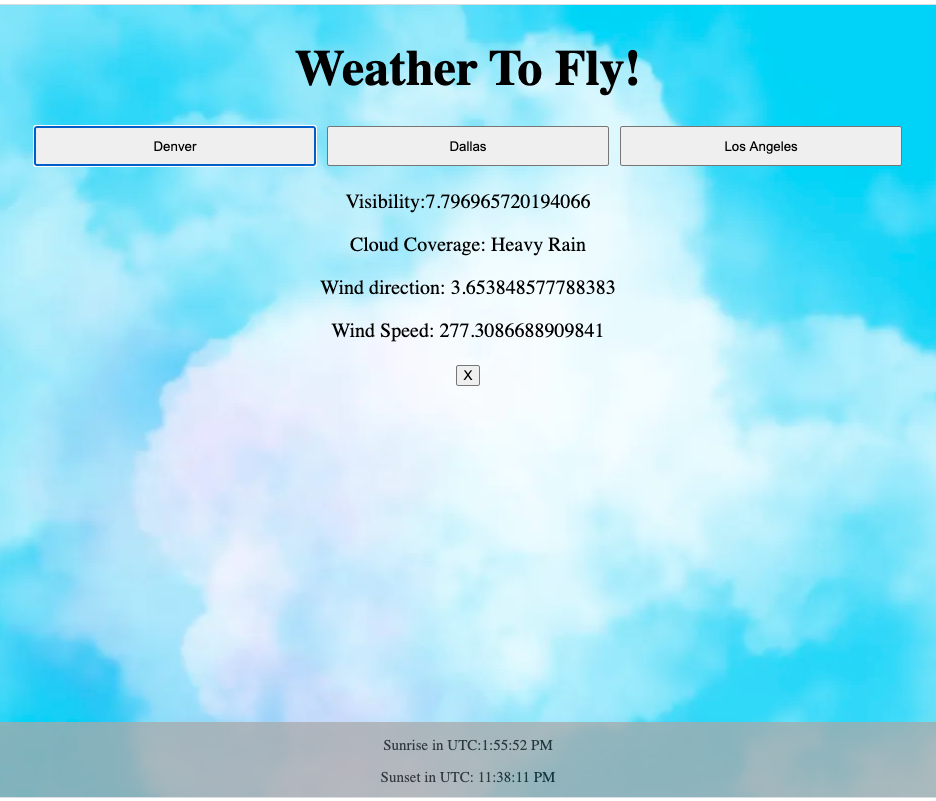 Weather To Fly!
Denver Dallas Los Angeles
Visibility:7.796965720194066
Cloud Coverage: Heavy Rain
Wind direction: 3.653848577788383
Wind Speed: 277.3086688909841
X
Sunrise in UTC:1:55:52 PM
Sunset in UTC: 11:38:11 PM